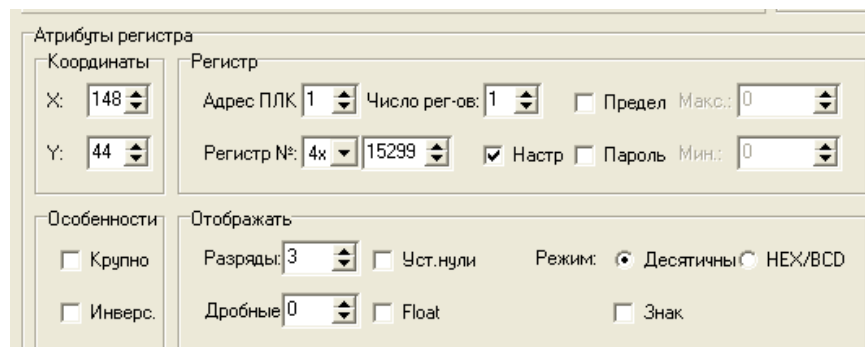 Атрибуты регистра
Координаты
X: 148
Y: 44
Регистр
Адрес ПЛК 1 Число рег-ов: 1 Предел Макс.: 0
Регистр №: 4x 15299 Настр Пароль Мин.: 0
Особенности
Крупно
Инверс.
Отображать
Разряды: 3 Уст.нули Режим: Десятичны HEX/BCD
Дробные 0 Float Знак